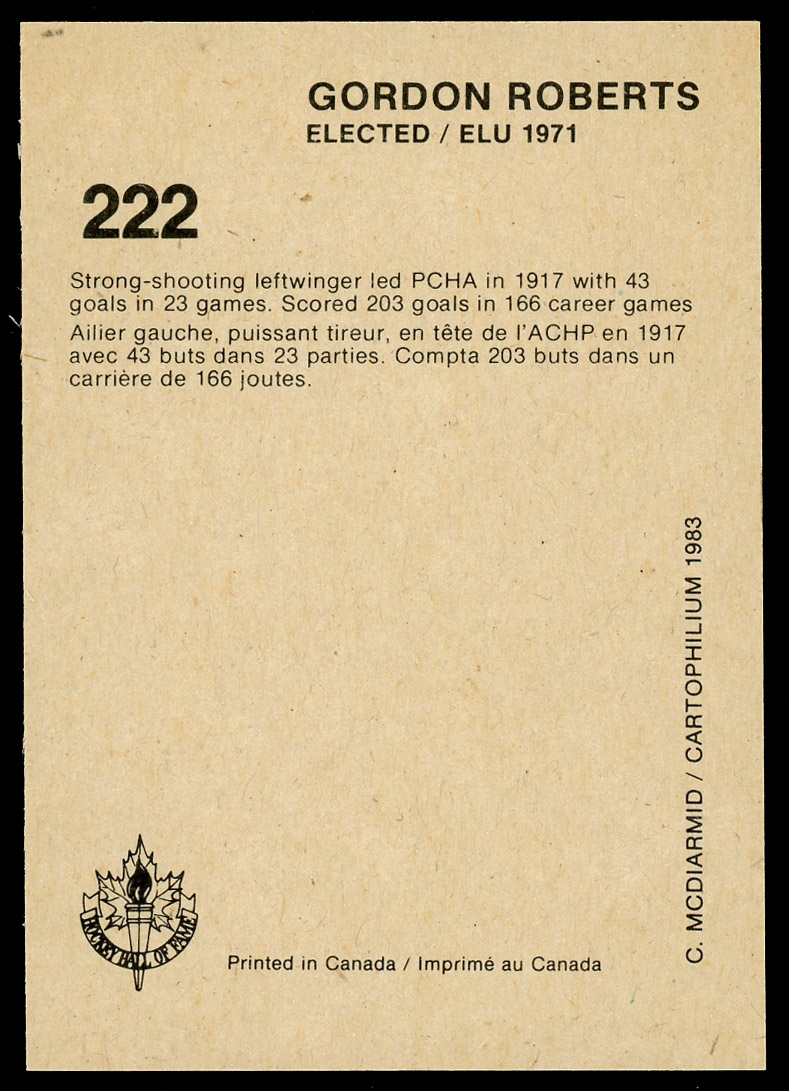 GORDON ROBERTS
ELECTED / ELU 1971
222
Strong-shooting leftwinger led PCHA in 1917 with 43
goals in 23 games. Scored 203 goals in 166 career games
Ailier gauche, puissant tireur, en tête de l'ACHP en 1917
avec 43 buts dans 23 parties. Compta 203 buts dans un
carrière de 166 joutes.
C. MCDIARMID / CARTOPHILIUM 1983
HOCKEY HALL OF FAME
Printed in Canada / Imprimé au Canada